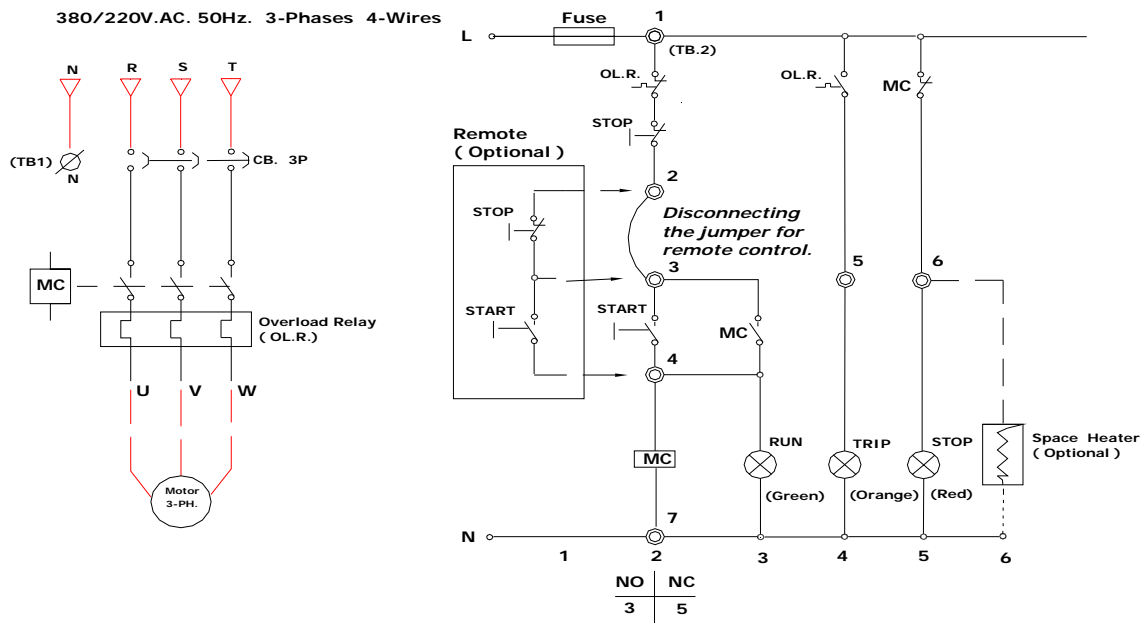 380/220V.AC. 50Hz. 3-Phases 4-Wires
N R S T
(TB1)
N
CB. 3P
MC
Overload Relay
(OL.R.)
U V W
Motor
3-PH.
L
Fuse
1
(TB.2)
OL.R.
OL.R.
MC
STOP
Remote
(Optional)
2
STOP
Disconnecting
the jumper for
remote control.
3
5
6
START
START
MC
4
MC
RUN
TRIP
STOP
Space Heater
(Optional)
(Green)
(Orange)
(Red)
7
N
1 2 3 4 5 6
NO NC
3 5